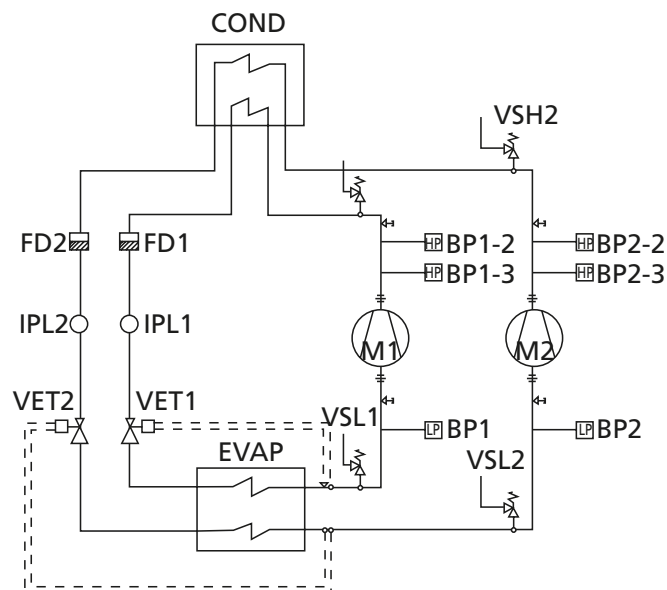 COND
VSH2
FD2
FD1
HP BP1-2
HP BP2-2
HP BP1-3
HP BP2-3
IPL2
IPL1
M1
M2
VET2
VET1
VSL1
LP BP1
LP BP2
EVAP
VSL2